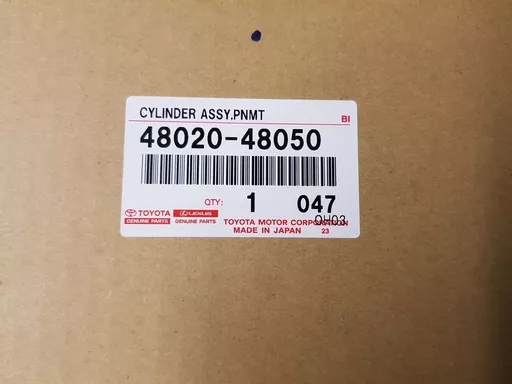 CYLINDER ASSY,PNMT
BI
48020-48050
QTY: 1 047
TOYOTA LEXUS
GENUINE PARTS GENUINE PARTS
TOYOTA MOTOR CORPORATION
0H03
MADE IN JAPAN 23